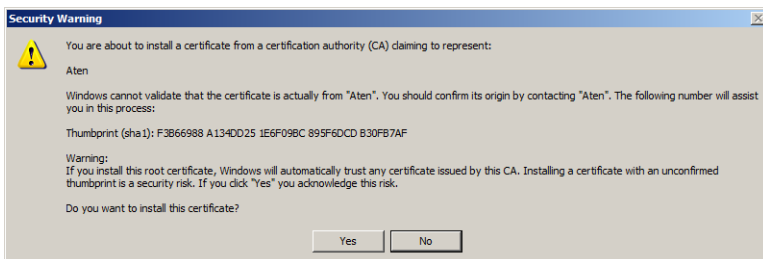 Security Warning
You are about to install a certificate from a certification authority (CA) claiming to represent:
Aten
Windows cannot validate that the certificate is actually from "Aten". You should confirm its origin by contacting "Aten". The following number will assist
you in this process:
Thumbprint (sha1): F3B66988 A134DD25 1E6F09BC 895F6DCD B30FB7AF
Warning:
If you install this root certificate, Windows will automatically trust any certificate issued by this CA. Installing a certificate with an unconfirmed
thumbprint is a security risk. If you click "Yes" you acknowledge this risk.
Do you want to install this certificate?
Yes No